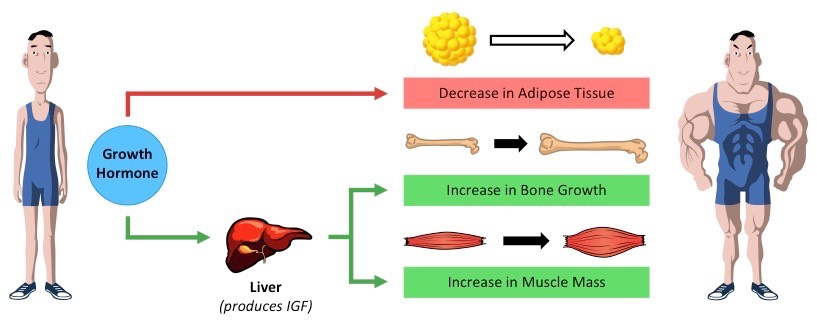 Decrease in Adipose Tissue
Growth
Hormone
Increase in Bone Growth
Liver
(produces IGF)
Increase in Muscle Mass